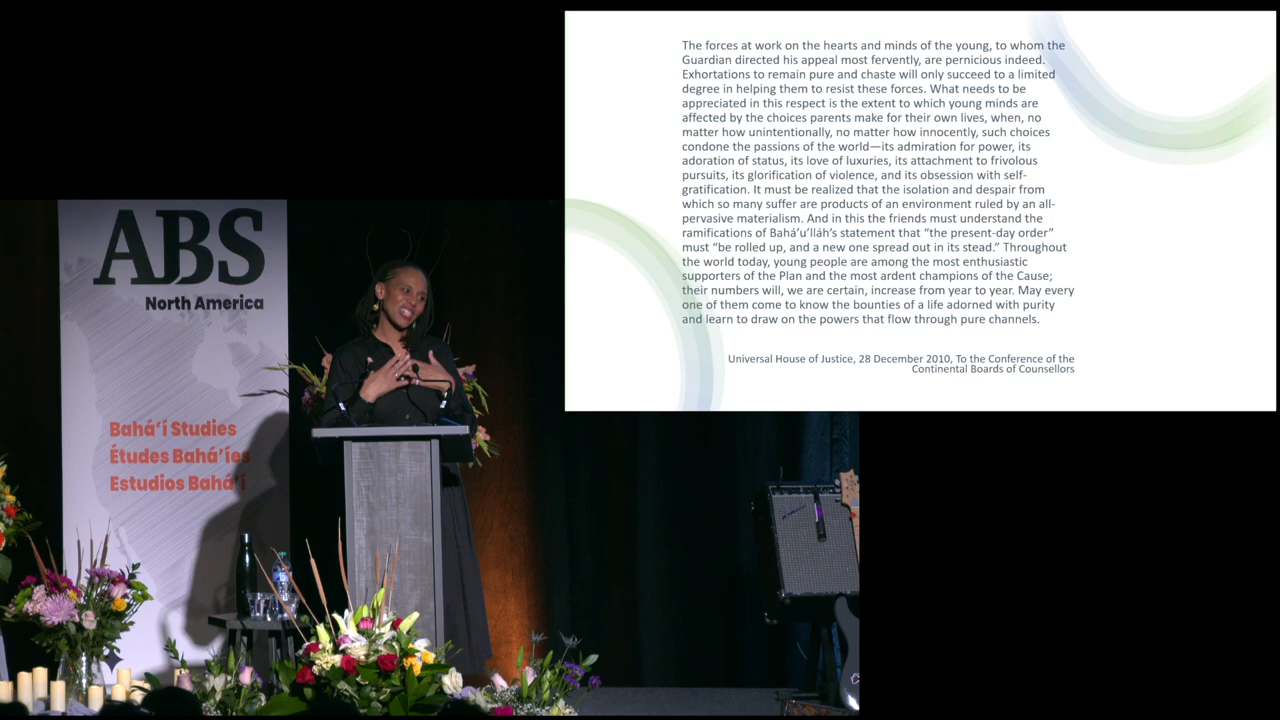 The forces at work on the hearts and minds of the young, to whom the
Guardian directed his appeal most fervently, are pernicious indeed.
Exhortations to remain pure and chaste will only succeed to a limited
degree in helping them to resist these forces. What needs to be
appreciated in this respect is the extent to which young minds are
affected by the choices parents make for their own lives, when, no
matter how unintentionally, no matter how innocently, such choices
condone the passions of the world—its admiration for power, its
adoration of status, its love of luxuries, its attachment to frivolous
pursuits, its glorification of violence, and its obsession with self-
gratification. It must be realized that the isolation and despair from
which so many suffer are products of an environment ruled by an all-
pervasive materialism. And in this the friends must understand the
ramifications of Bahá’u’lláh’s statement that “the present-day order”
must “be rolled up, and a new one spread out in its stead.” Throughout
the world today, young people are among the most enthusiastic
supporters of the Plan and the most ardent champions of the Cause;
their numbers will, we are certain, increase from year to year. May every
one of them come to know the bounties of a life adorned with purity
and learn to draw on the powers that flow through pure channels.
Universal House of Justice, 28 December 2010, To the Conference of the
Continental Boards of Counsellors
ABS
North America
Bahá’í Studies
Études Bahá’íes
Estudios Bahá’í